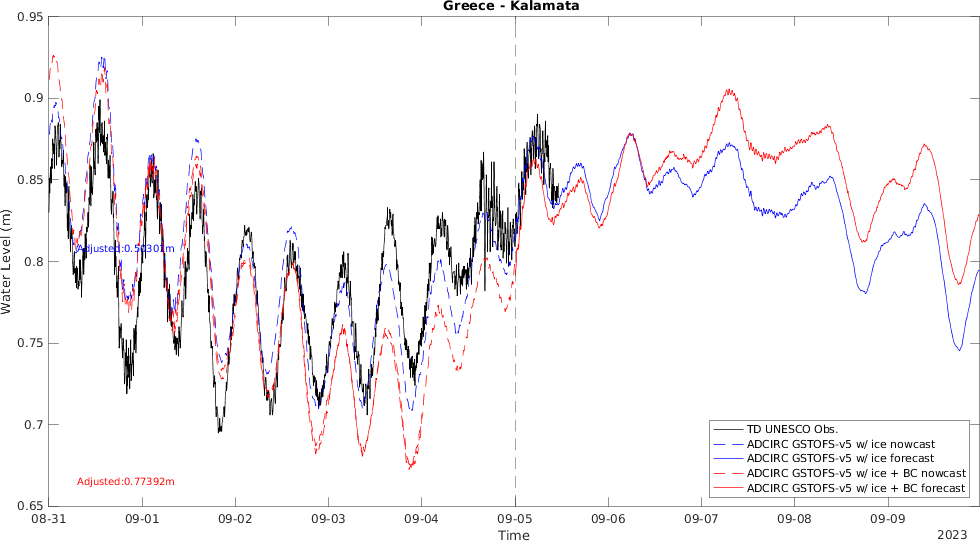 Greece - Kalamata
0.95
0.9
0.85
0.8
0.75
0.7
0.65
Water Level (m)
Adjusted:0.77392m
08-31
09-01
09-02
09-03
09-04
09-05
09-06
09-07
09-08
09-09
Time
2023
TD UNESCO Obs.
ADCIRC GSTOFS-v5 w/ ice nowcast
ADCIRC GSTOFS-v5 w/ ice forecast
ADCIRC GSTOFS-v5 w/ ice + BC nowcast
ADCIRC GSTOFS-v5 w/ ice + BC forecast